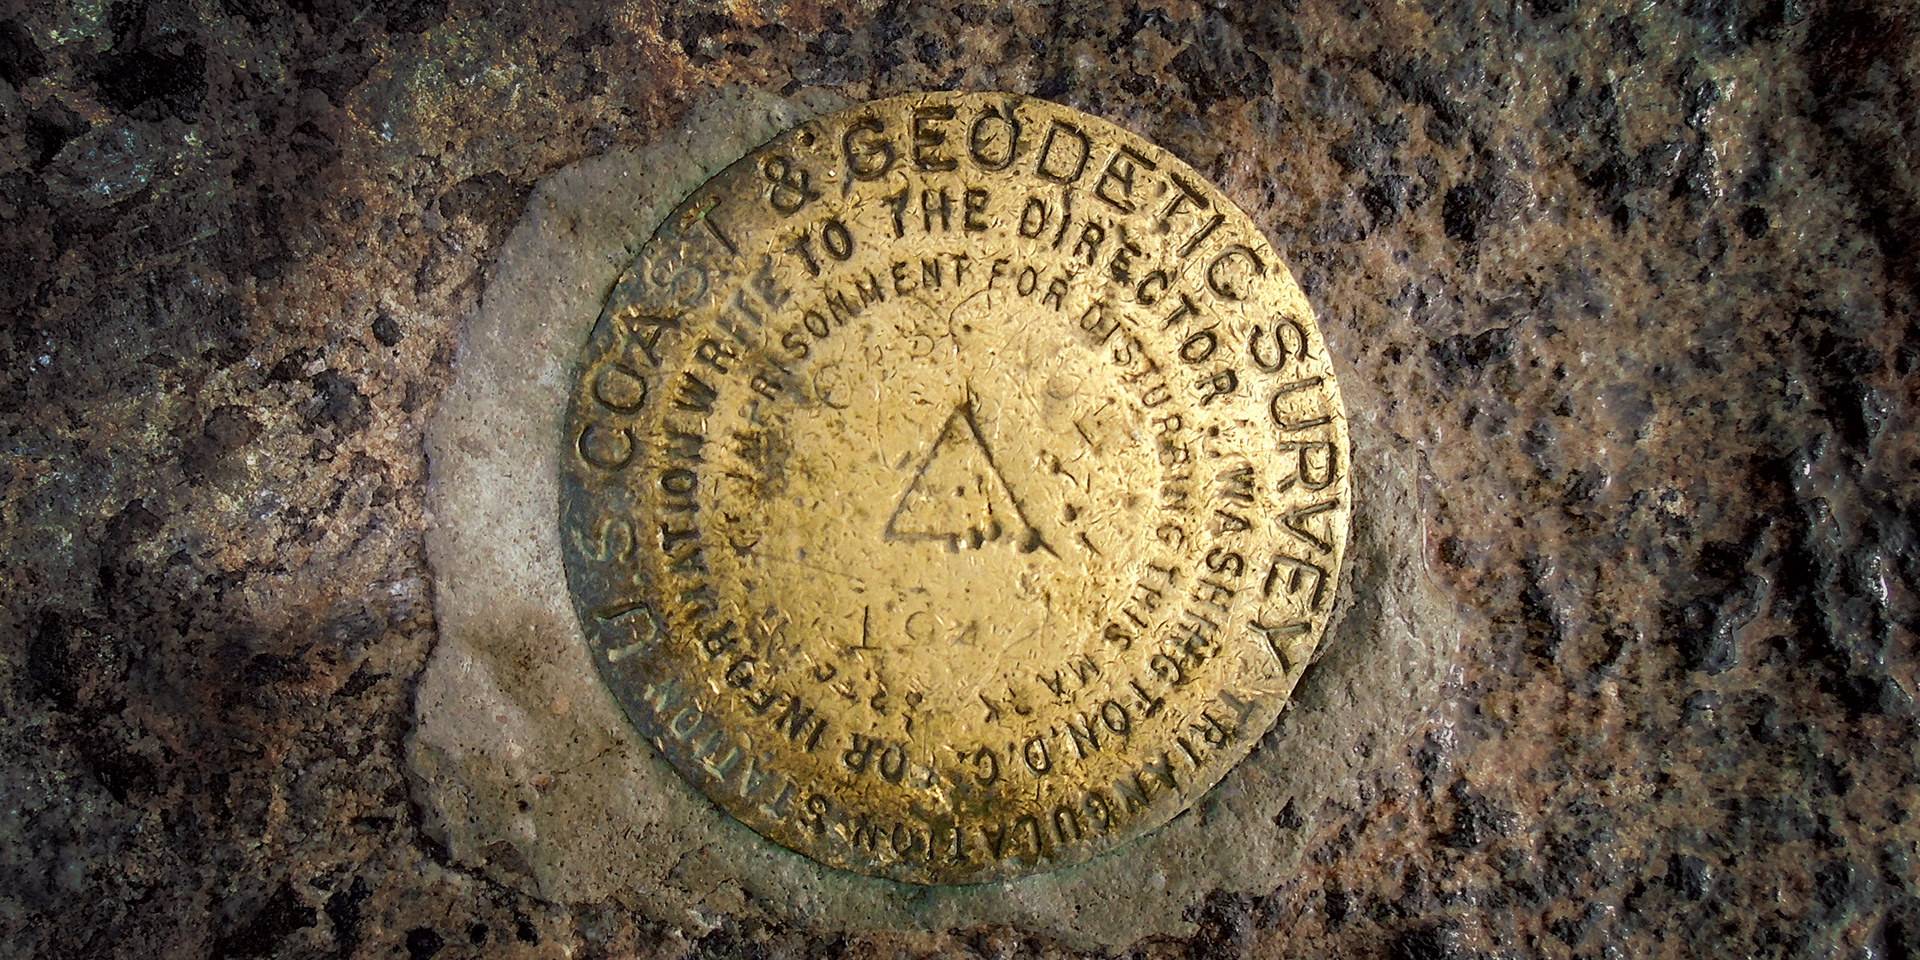 U.S. COAST & GEODETIC SURVEY
TRIANGULATION STATION
FOR INFORMATION WRITE TO THE DIRECTOR, WASHINGTON, D.C.
IMPRISONMENT FOR DISTURBING THIS MARK